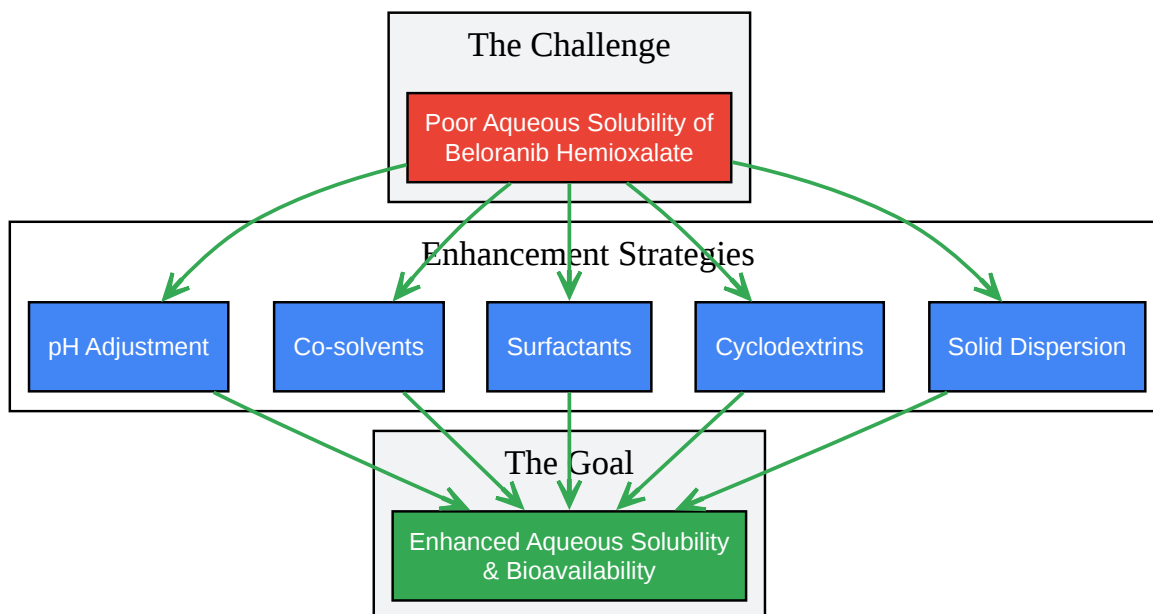 The Challenge
Poor Aqueous Solubility of
Beloranib Hemioxalate
Enhancement Strategies
pH Adjustment
Co-solvents
Surfactants
Cyclodextrins
Solid Dispersion
The Goal
Enhanced Aqueous Solubility
& Bioavailability